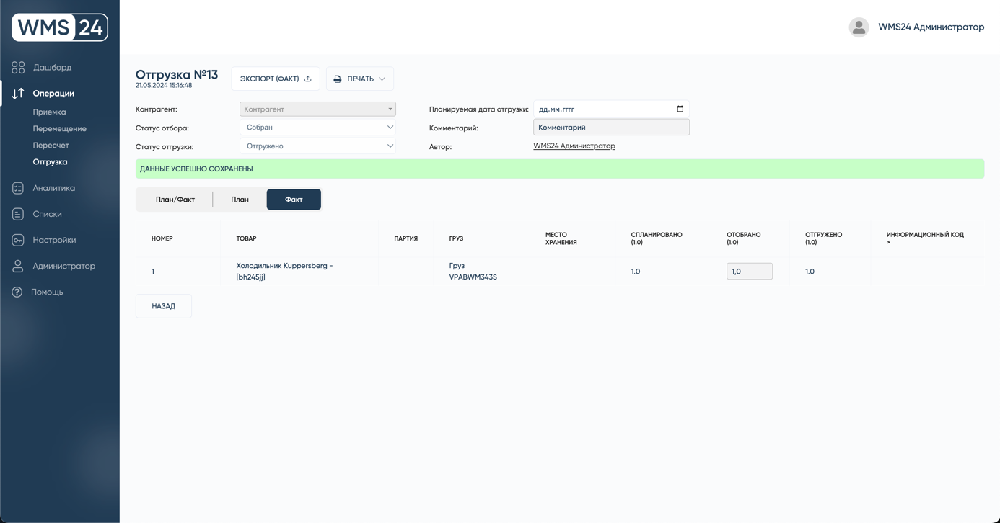 WMS 24
WMS24 Администратор
Дашборд
Операции
Приемка
Перемещение
Пересчет
Отгрузка
Аналитика
Списки
Настройки
Администратор
Помощь
Отгрузка №13
21.05.2024 15:16:48
ЭКСПОРТ (ФАКТ)
ПЕЧАТЬ
Контрагент: Контрагент
Планируемая дата отгрузки: дд.мм.гггг
Статус отбора: Собран
Комментарий: Комментарий
Статус отгрузки: Отгружено
Автор: WMS24 Администратор
ДАННЫЕ УСПЕШНО СОХРАНЕНЫ
План/Факт План Факт
НОМЕР ТОВАР ПАРТИЯ ГРУЗ МЕСТО ХРАНЕНИЯ СПЛАНИРОВАНО (1.0) ОТОБРАНО (1.0) ОТГРУЖЕНО (1.0) ИНФОРМАЦИОННЫЙ КОД >
1 Холодильник Kuppersberg - [bh245jj] Груз VPABWM343S 1.0 1,0 1.0
НАЗАД